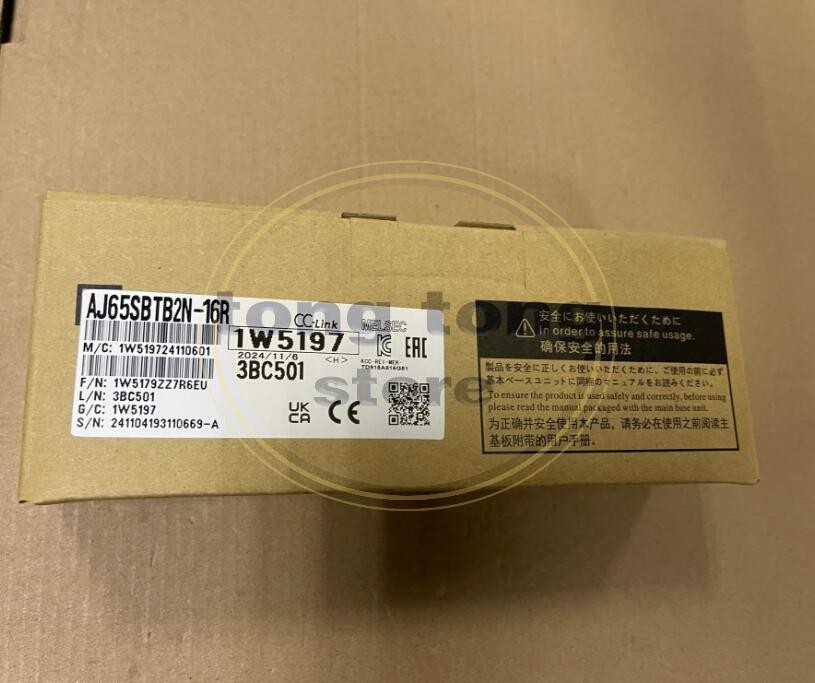 AJ65SBTB2N-16R
CC-Link
MELSEC
M/C: 1W519724110601
1W5197
2024/11/6
<H>
3BC501
EAC
KCC-REI-MEK-
F/N: 1W5179ZZ7R6EU
L/N: 3BC501
G/C: 1W5197
S/N: 241104193110669-A
UK
CA
CE
安全にお使いいただくために
In order to assure safe usage.
确保安全的用法
製品を安全に正しくお使いいただくために、ご使用の前に必ず
基本ベースユニットに同梱のマニュアルをお読みください。
To ensure the product is used safely and correctly, before using
please read the manual packaged with the main base unit.
为正确并安全使用本产品，请务必在使用之前阅读主
基板附带的用户手册。
tong tong
store